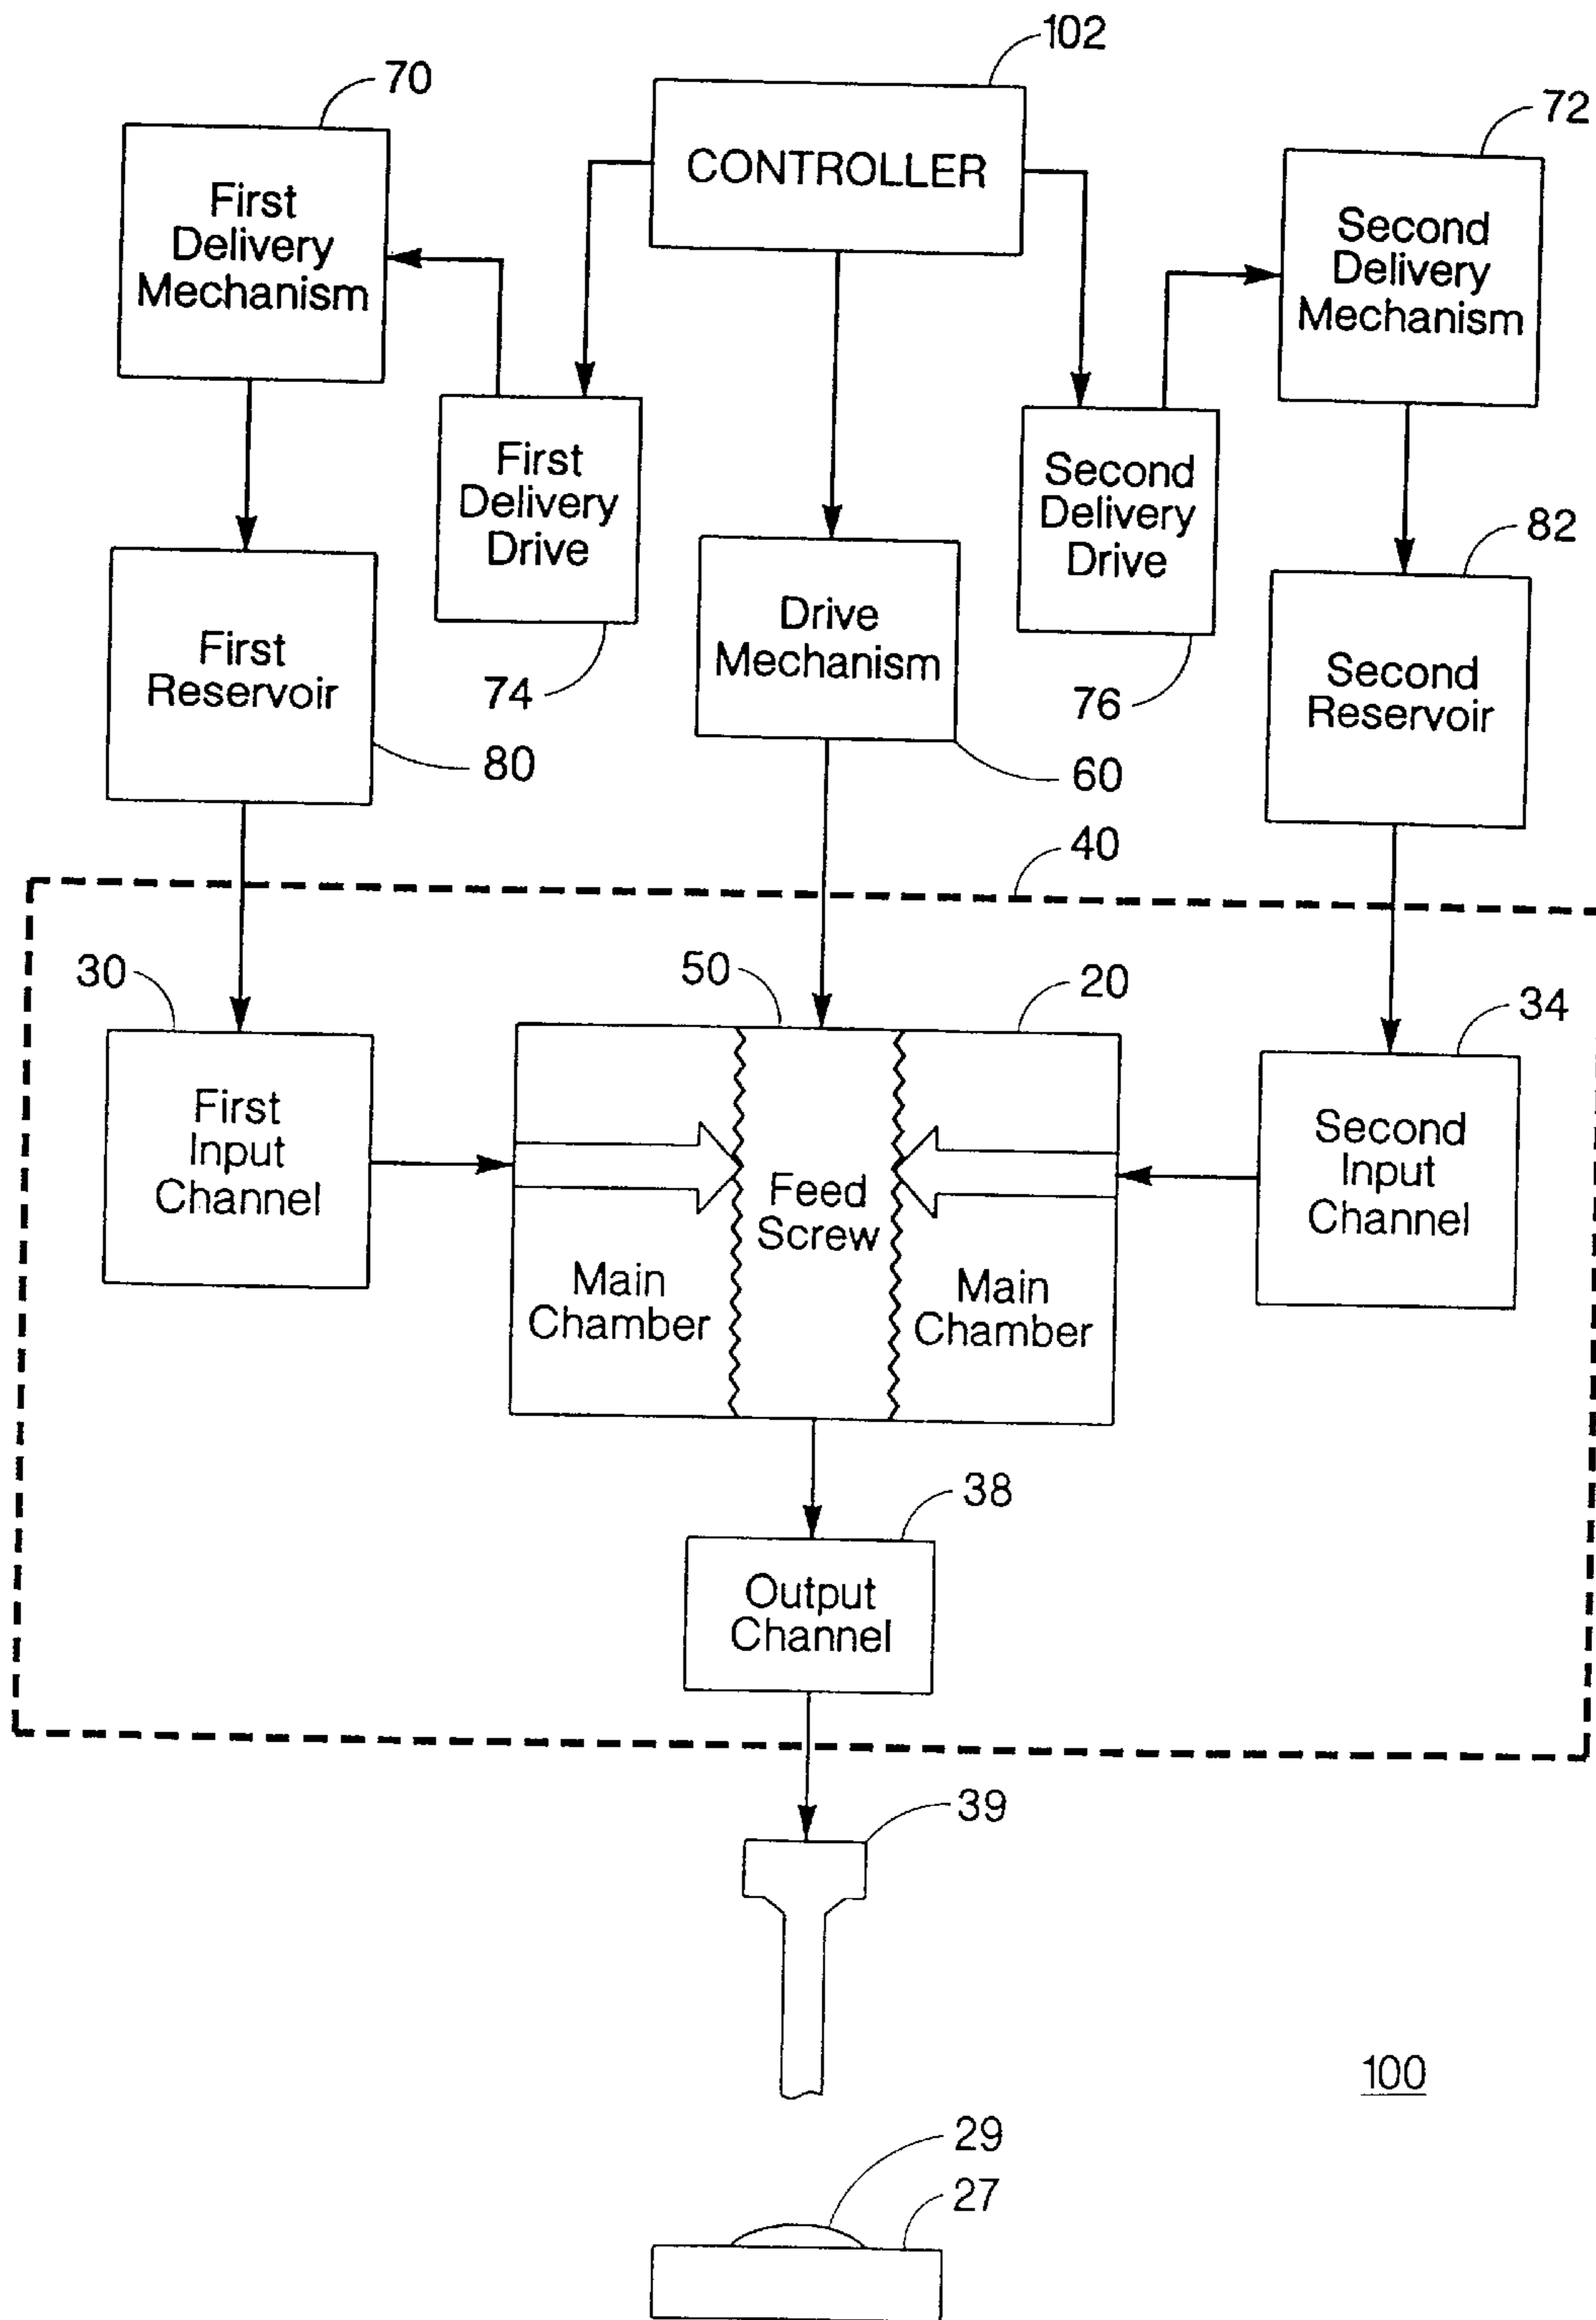 102
70
72
CONTROLLER
First
Delivery
Mechanism
Second
Delivery
Mechanism
First
Delivery
Drive
Second
Delivery
Drive
82
First
Reservoir
Drive
Mechanism
Second
Reservoir
74
76
80
60
40
30
50
20
34
First
Input
Channel
Feed
Screw
Second
Input
Channel
Main
Chamber
Main
Chamber
38
Output
Channel
39
100
29
27